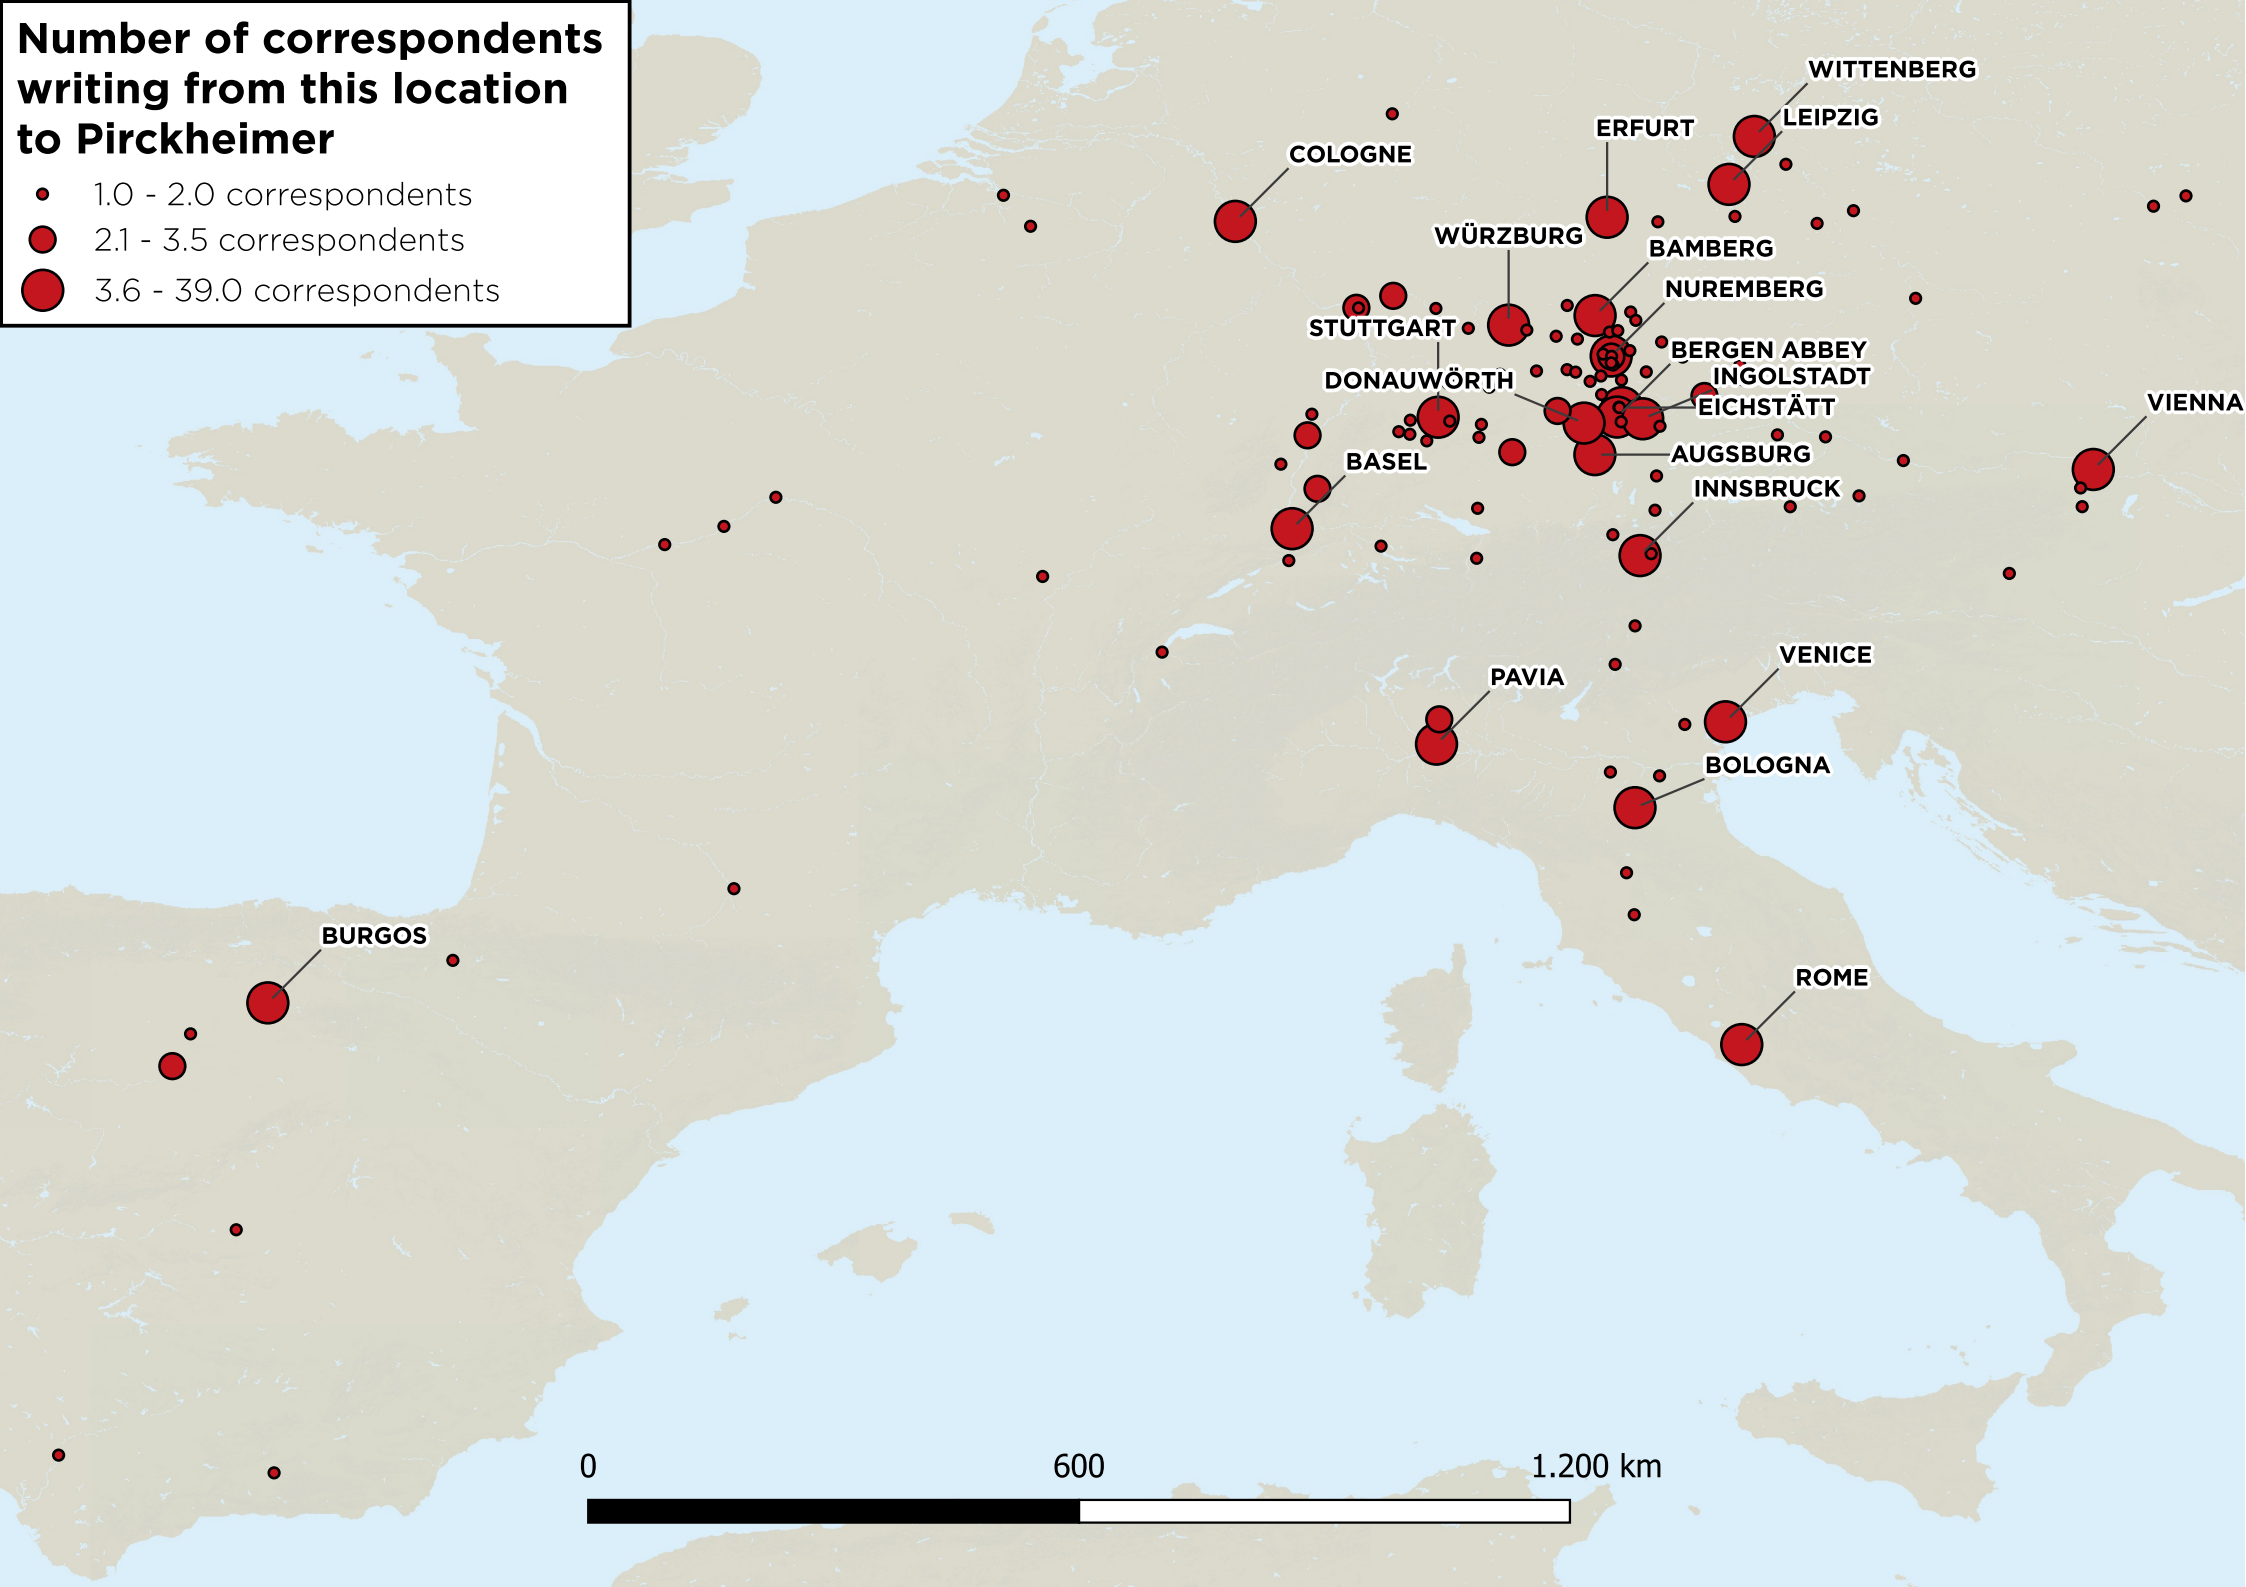 Number of correspondents
writing from this location
to Pirckheimer
1.0 - 2.0 correspondents
2.1 - 3.5 correspondents
3.6 - 39.0 correspondents
WITTENBERG
LEIPZIG
ERFURT
COLOGNE
WÜRZBURG
BAMBERG
NUREMBERG
STUTTGART
BERGEN ABBEY
INGOLSTADT
DONAUWÖRTH
EICHSTÄTT
VIENNA
AUGSBURG
BASEL
INNSBRUCK
VENICE
PAVIA
BOLOGNA
BURGOS
ROME
0 600 1.200 km